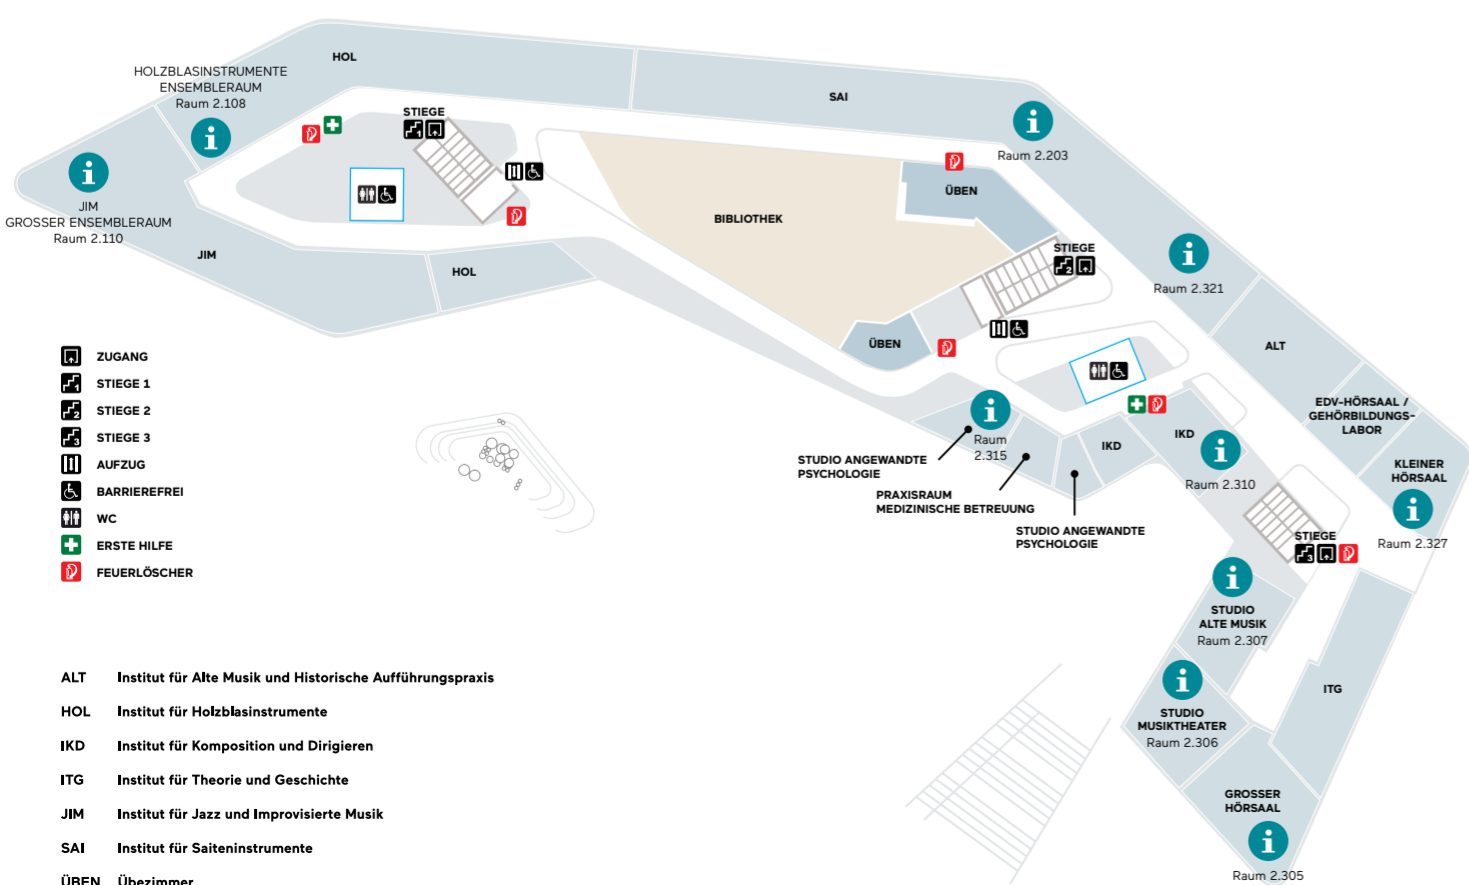 HOL
HOLZBLASINSTRUMENTE
ENSEMBLERAUM
Raum 2.108
STIEGE
1
SAI
i
i
i
Raum 2.203
JIM
GROSSER ENSEMBLERAUM
Raum 2.110
ÜBEN
BIBLIOTHEK
JIM
HOL
STIEGE
2
i
Raum 2.321
ÜBEN
ALT
ZUGANG
1 STIEGE 1
2 STIEGE 2
3 STIEGE 3
AUFZUG
BARRIEREFREI
WC
ERSTE HILFE
FEUERLÖSCHER
EDV-HÖRSAAL /
GEHÖRBILDUNGS-
LABOR
i
Raum
2.315
IKD
IKD
i
Raum 2.310
STUDIO ANGEWANDTE
PSYCHOLOGIE
PRAXISRAUM
MEDIZINISCHE BETREUUNG
STUDIO ANGEWANDTE
PSYCHOLOGIE
KLEINER
HÖRSAAL
i
Raum 2.327
STIEGE
3
i
STUDIO
ALTE MUSIK
Raum 2.307
i
STUDIO
MUSIKTHEATER
Raum 2.306
ITG
GROSSER
HÖRSAAL
i
Raum 2.305
ALT Institut für Alte Musik und Historische Aufführungspraxis
HOL Institut für Holzblasinstrumente
IKD Institut für Komposition und Dirigieren
ITG Institut für Theorie und Geschichte
JIM Institut für Jazz und Improvisierte Musik
SAI Institut für Saiteninstrumente
ÜBEN Übezimmer